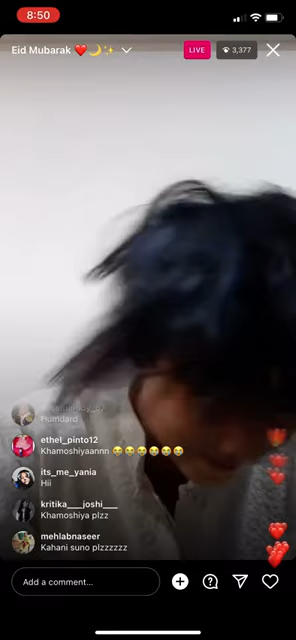 8:50
Eid Mubarak ❤️🌙✨
LIVE
3,377
Humdard
ethel_pinto12
Khamoshiyaannn 😭😭😭😭😭😭
its_me_yania
Hii
kritika___joshi___
Khamoshiya plzz
mehlabnaseer
Kahani suno plzzzzzz
Add a comment...